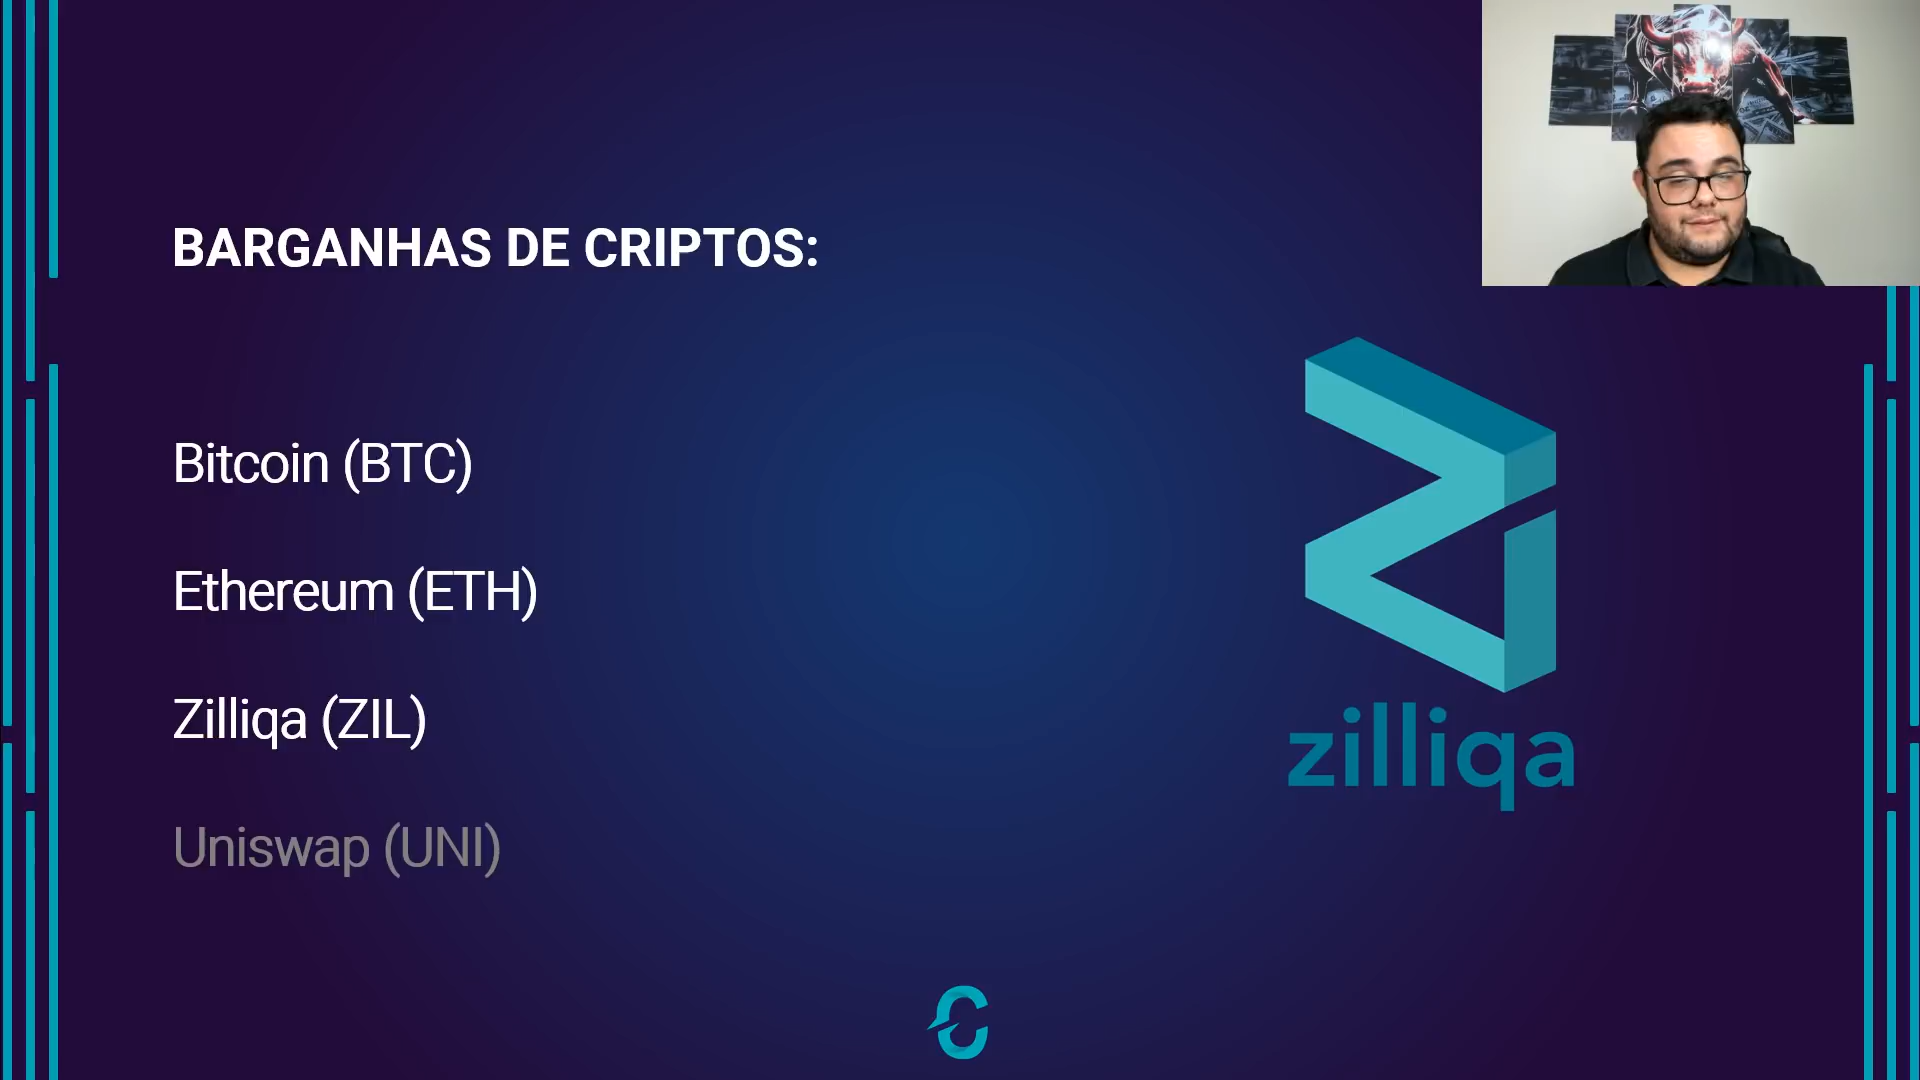 BARGANHAS DE CRIPTOS:
Bitcoin (BTC)
Ethereum (ETH)
Zilliqa (ZIL)
Uniswap (UNI)
zilliqa